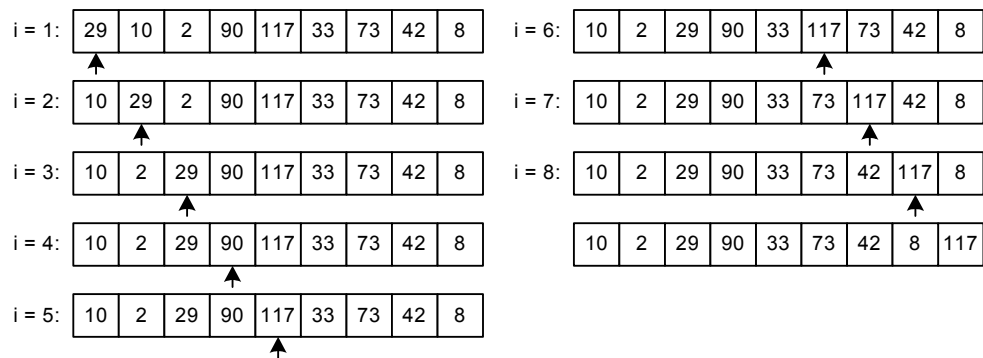 i = 1: 29 10 2 90 117 33 73 42 8
i = 2: 10 29 2 90 117 33 73 42 8
i = 3: 10 2 29 90 117 33 73 42 8
i = 4: 10 2 29 90 117 33 73 42 8
i = 5: 10 2 29 90 117 33 73 42 8
i = 6: 10 2 29 90 33 117 73 42 8
i = 7: 10 2 29 90 33 73 117 42 8
i = 8: 10 2 29 90 33 73 42 117 8
10 2 29 90 33 73 42 8 117